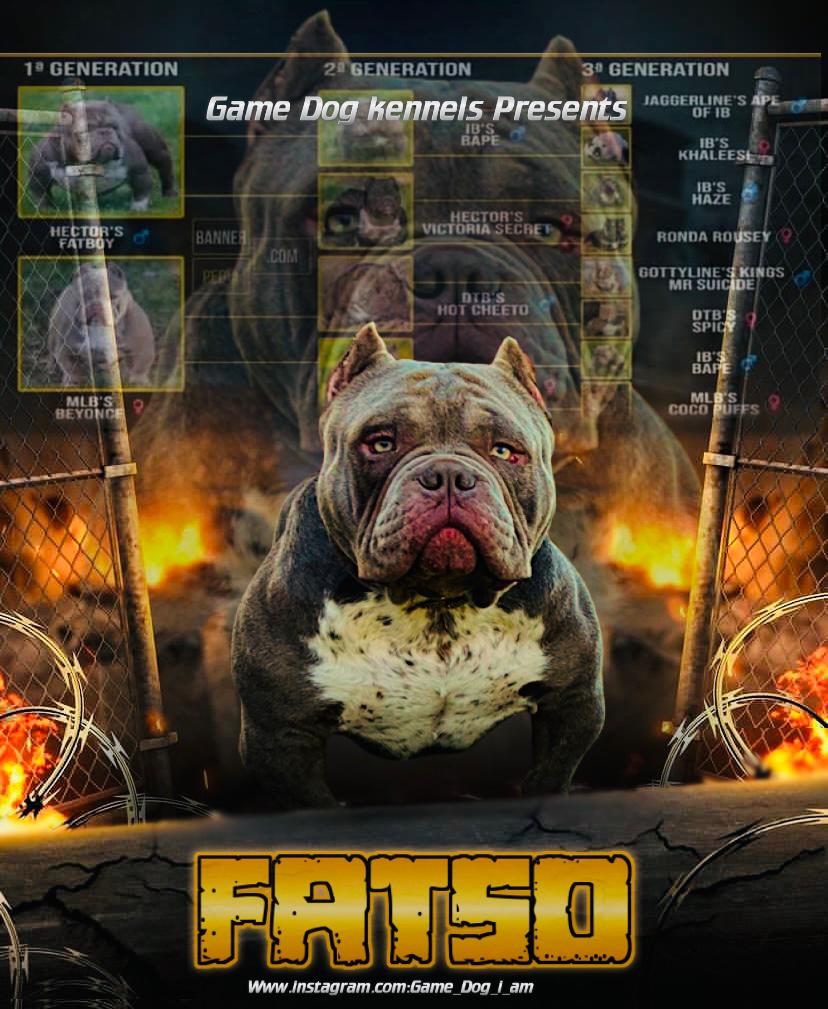 1ª GENERATION
2ª GENERATION
3ª GENERATION
Game Dog kennels Presents
JAGGERLINE'S APE
OF IB
IB'S
BAPE
IB'S
KHALEESI
IB'S
HAZE
HECTOR'S
FATBOY
HECTOR'S
VICTORIA SECRET
RONDA ROUSEY
BANNER
.COM
GOTTYLINE'S KINGS
MR SUICIDE
DTB'S
HOT CHEETO
DTB'S
SPICY
IB'S
BAPE
MLB'S
BEYONCE
MLB'S
COCO PUFFS
FATSO
Www.instagram.com:Game_Dog_i_am